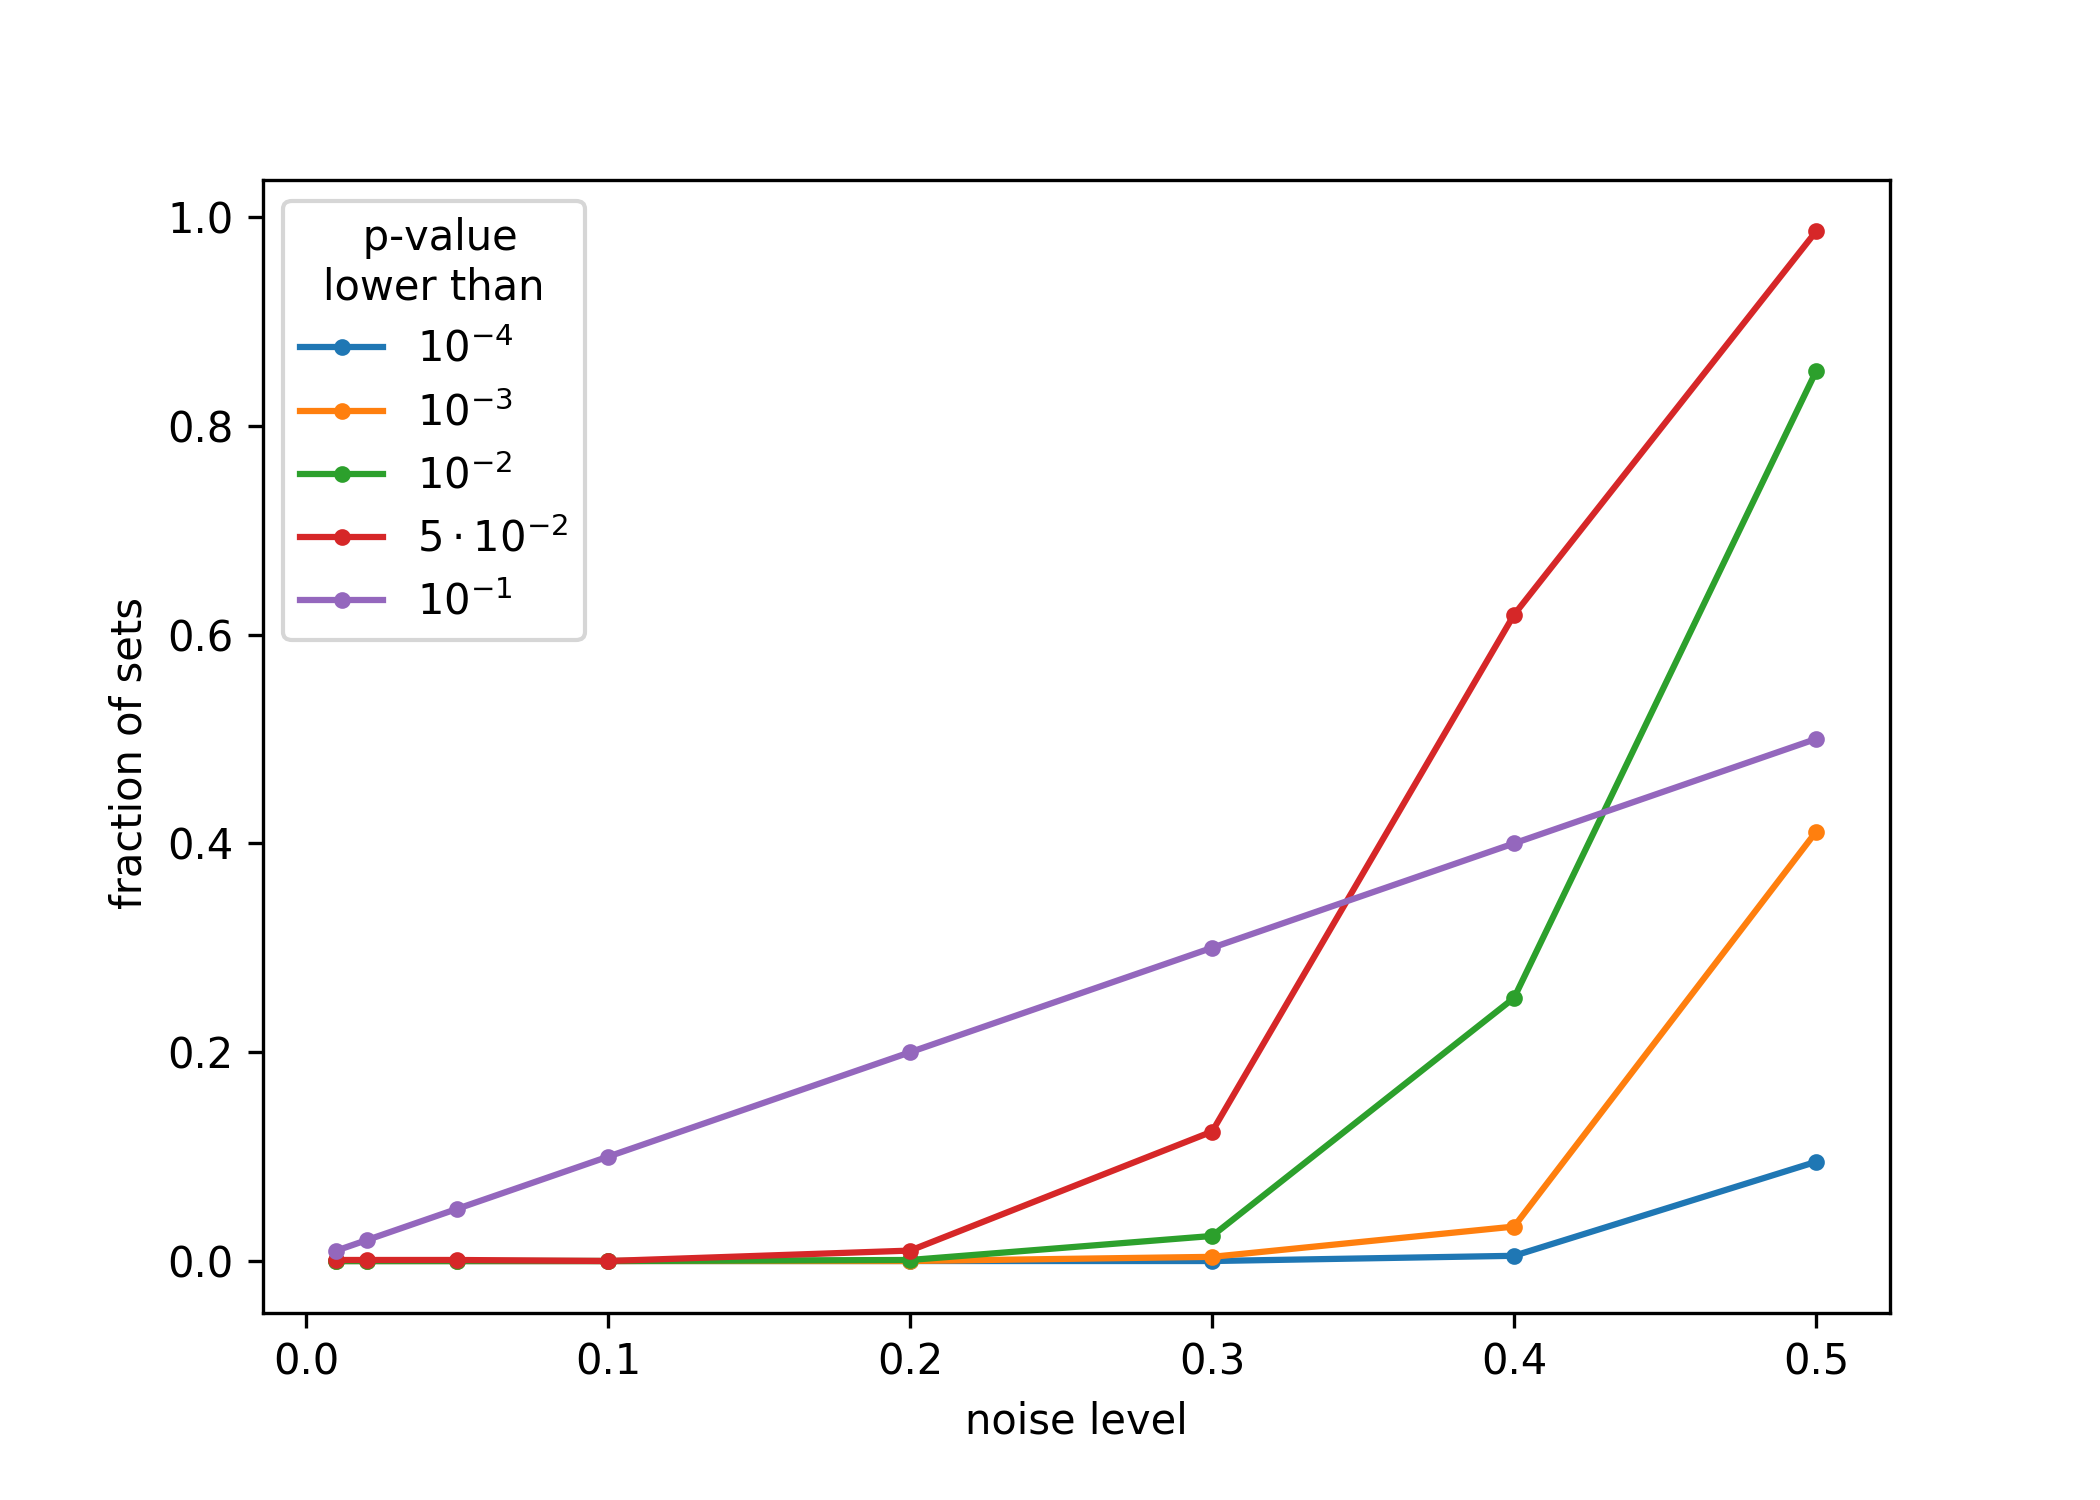 p-value
lower than
10⁻⁴
10⁻³
10⁻²
5 · 10⁻²
10⁻¹
1.0
0.8
0.6
0.4
0.2
0.0
fraction of sets
0.0 0.1 0.2 0.3 0.4 0.5
noise level